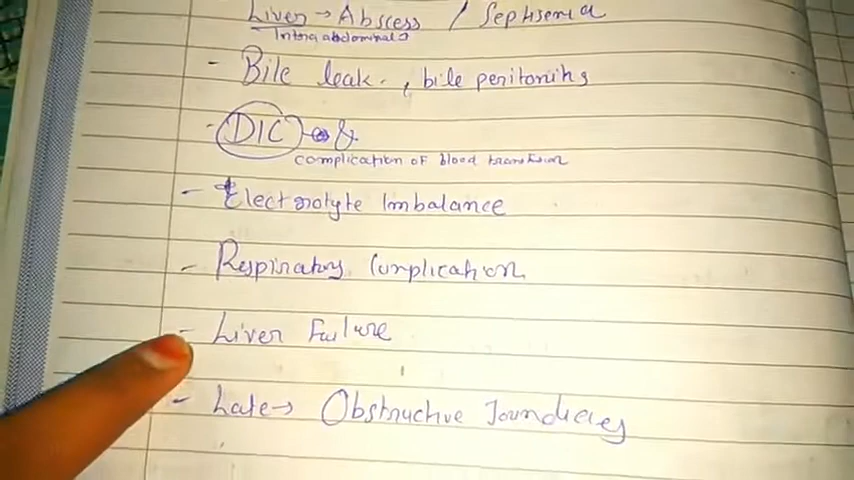 Liver → Abscess / Septisemia
- Intra abdominal
- Bile leak. , bile peritonitis
- DIC &
complication of blood transfusion
- Electrolyte Imbalance
- Respiratory Complication
- Liver Failure
- Late → Obstructive Joundicies